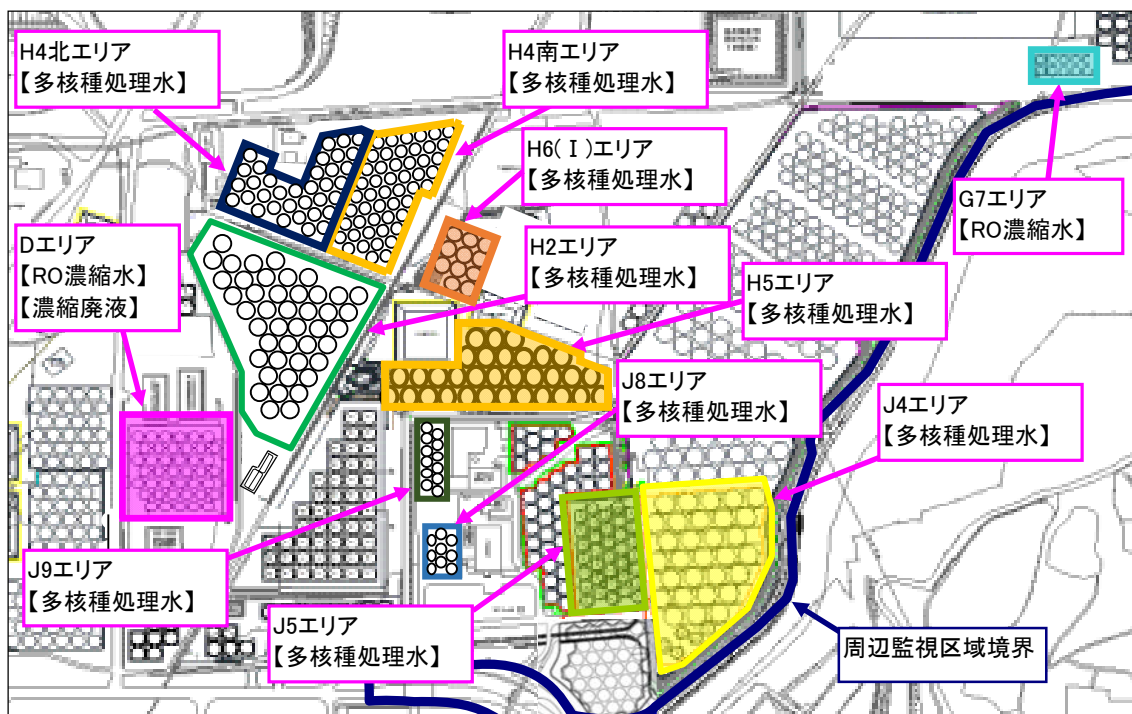 H4北エリア
【多核種処理水】
H4南エリア
【多核種処理水】
H6(Ⅰ)エリア
【多核種処理水】
G7エリア
【RO濃縮水】
Dエリア
【RO濃縮水】
【濃縮廃液】
H2エリア
【多核種処理水】
H5エリア
【多核種処理水】
J8エリア
【多核種処理水】
J4エリア
【多核種処理水】
J9エリア
【多核種処理水】
J5エリア
【多核種処理水】
周辺監視区域境界